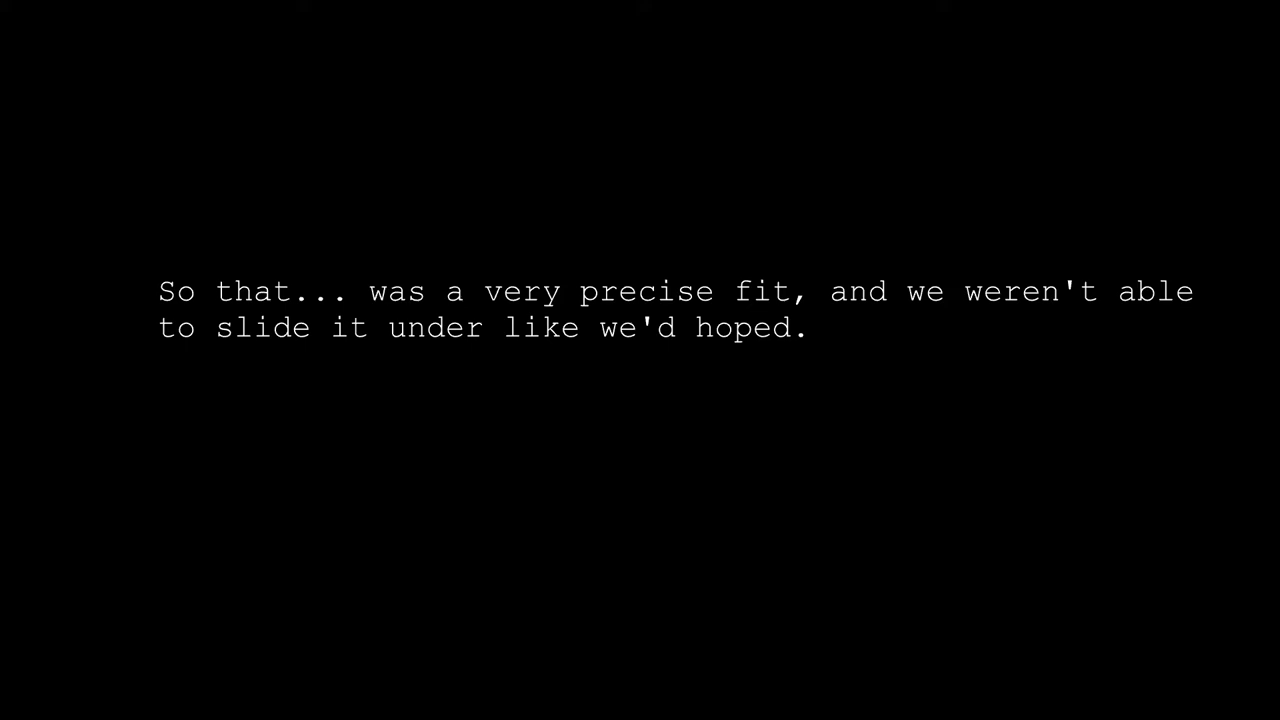 So that... was a very precise fit, and we weren't able
to slide it under like we'd hoped.